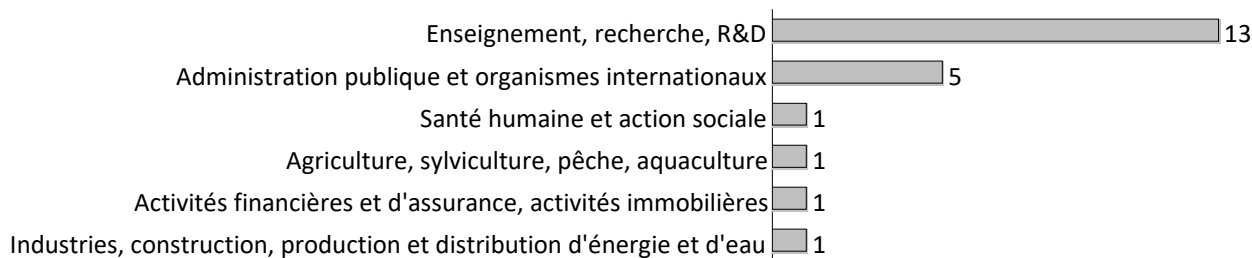 Enseignement, recherche, R&D 13
Administration publique et organismes internationaux 5
Santé humaine et action sociale 1
Agriculture, sylviculture, pêche, aquaculture 1
Activités financières et d'assurance, activités immobilières 1
Industries, construction, production et distribution d'énergie et d'eau 1